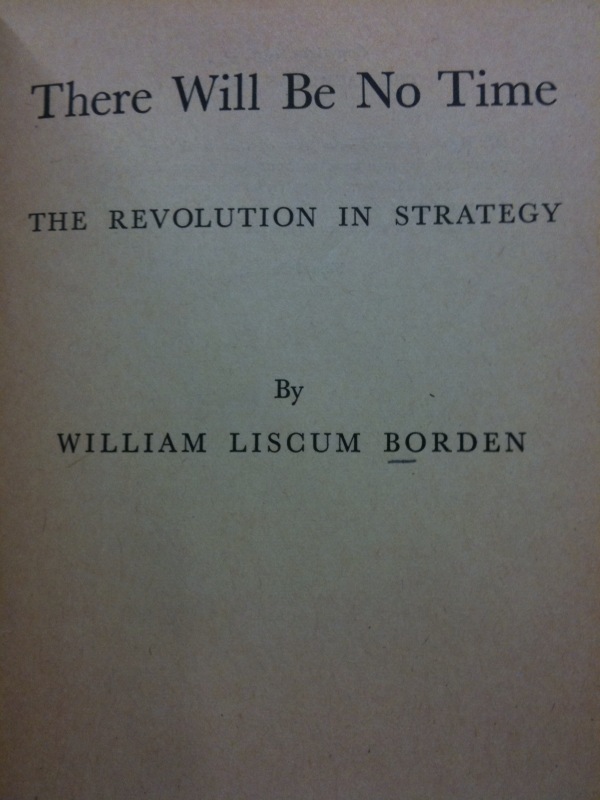 There Will Be No Time
THE REVOLUTION IN STRATEGY
By
WILLIAM LISCUM BORDEN